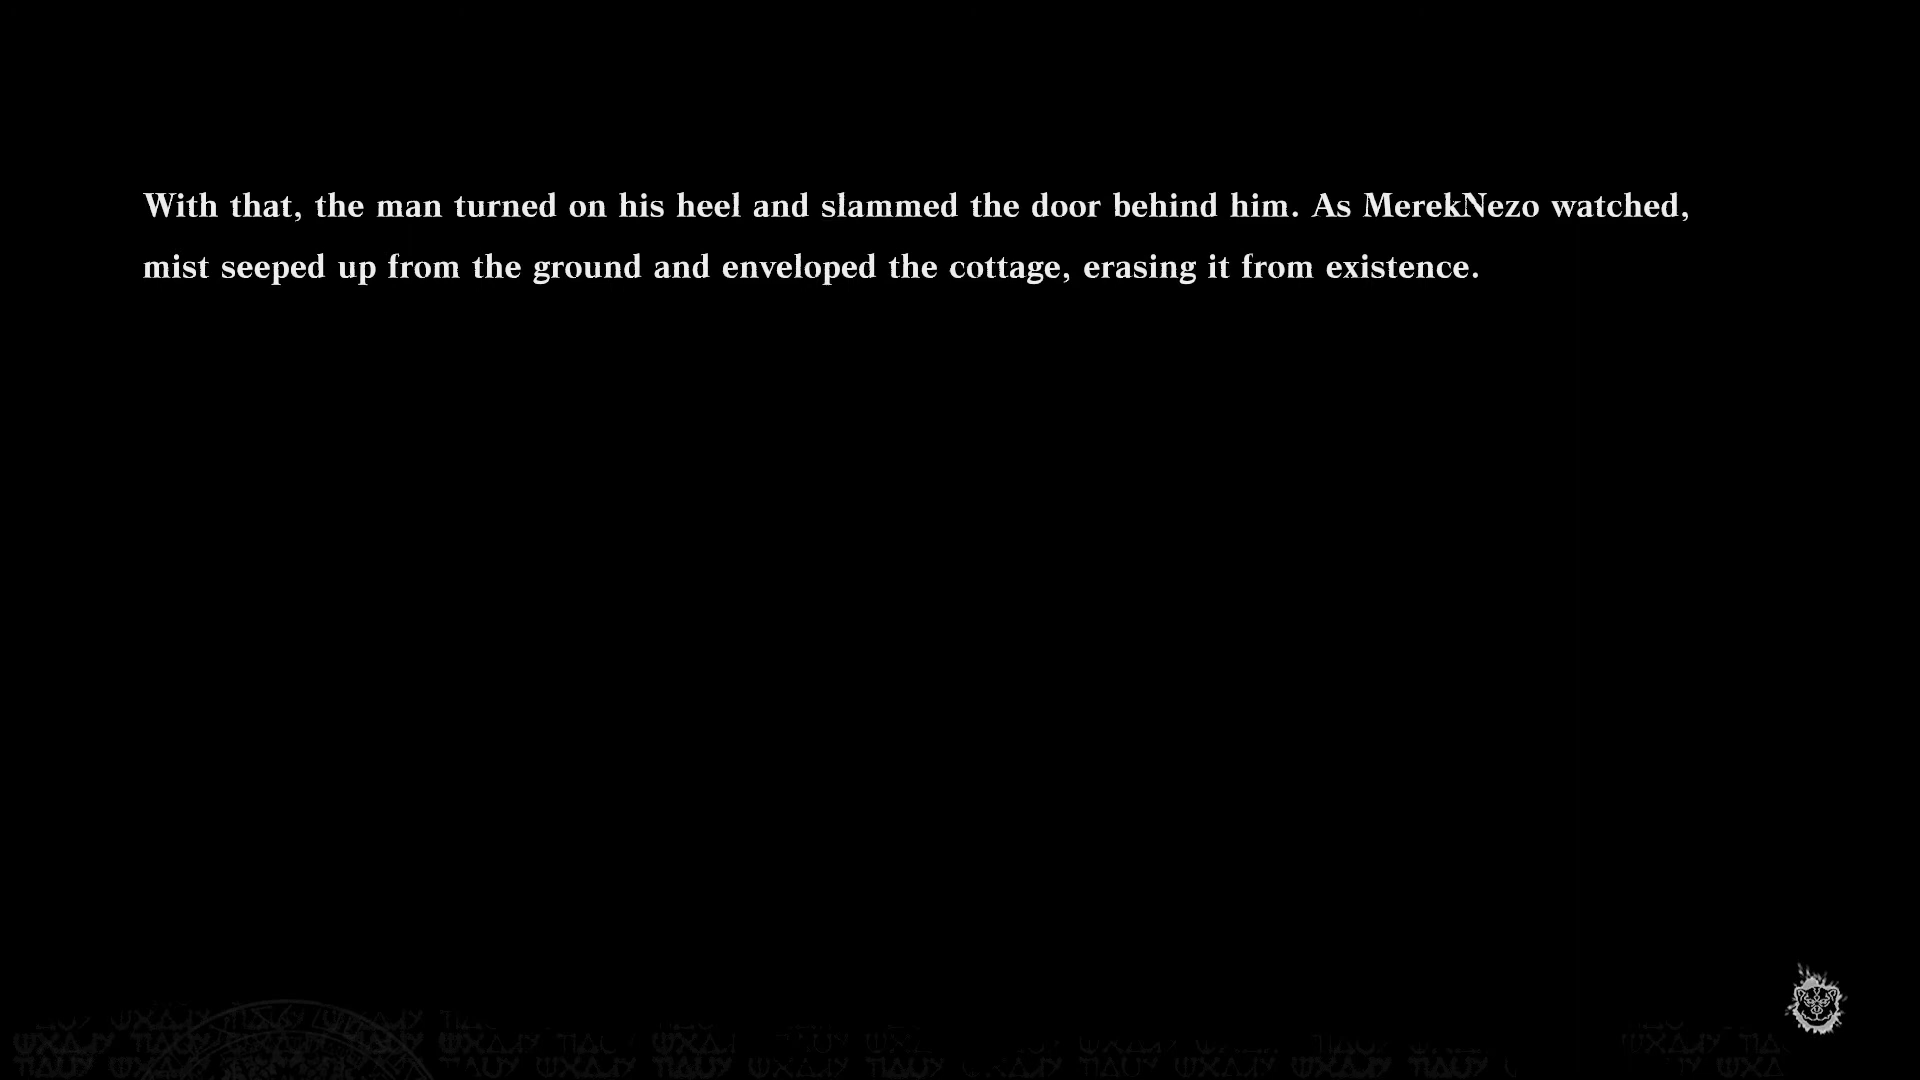 With that, the man turned on his heel and slammed the door behind him. As MerekNezo watched,
mist seeped up from the ground and enveloped the cottage, erasing it from existence.